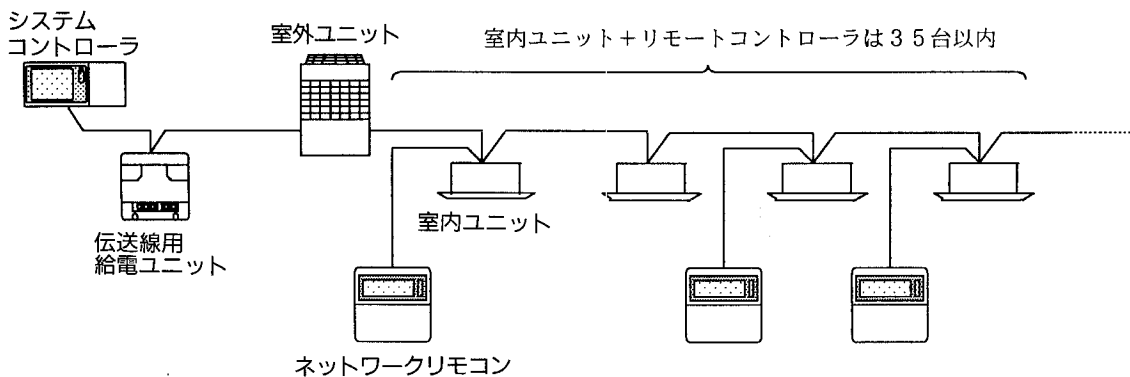 システム
コントローラ
室外ユニット
室内ユニット＋リモートコントローラは３５台以内
室内ユニット
伝送線用
給電ユニット
ネットワークリモコン